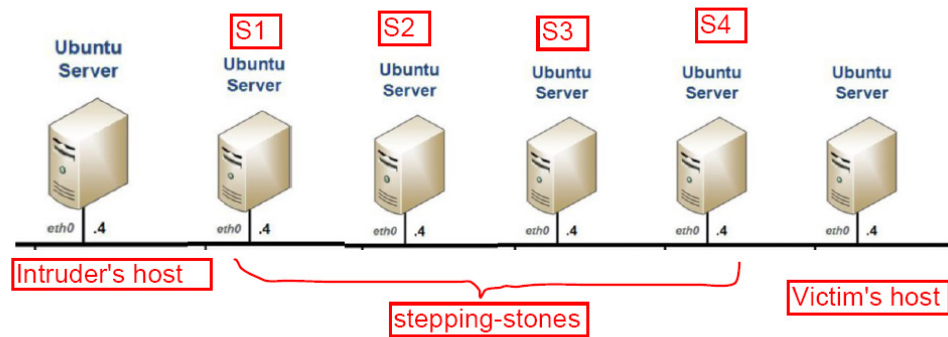 S1
S2
S3
S4
Ubuntu
Server
Ubuntu
Server
Ubuntu
Server
Ubuntu
Server
Ubuntu
Server
Ubuntu
Server
eth0 .4
eth0 .4
eth0 .4
eth0 .4
eth0 .4
eth0 .4
Intruder's host
stepping-stones
Victim's host